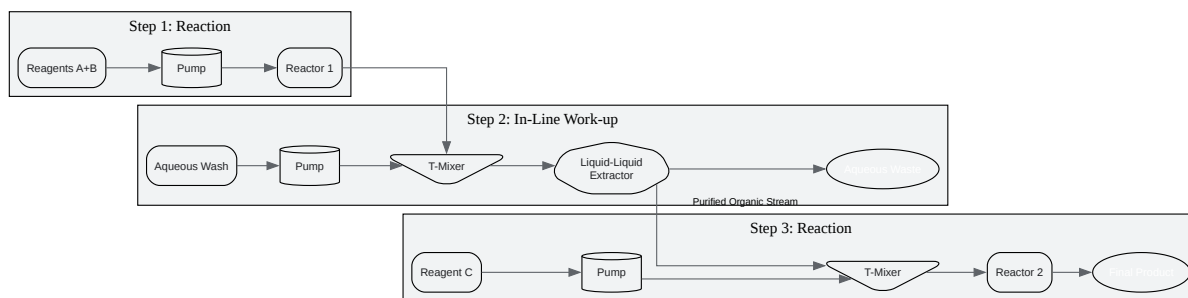 Step 1: Reaction
Reagents A+B
Pump
Reactor 1
Step 2: In-Line Work-up
Aqueous Wash
Pump
T-Mixer
Liquid-Liquid
Extractor
Aqueous Waste
Purified Organic Stream
Step 3: Reaction
Reagent C
Pump
T-Mixer
Reactor 2
Final Product